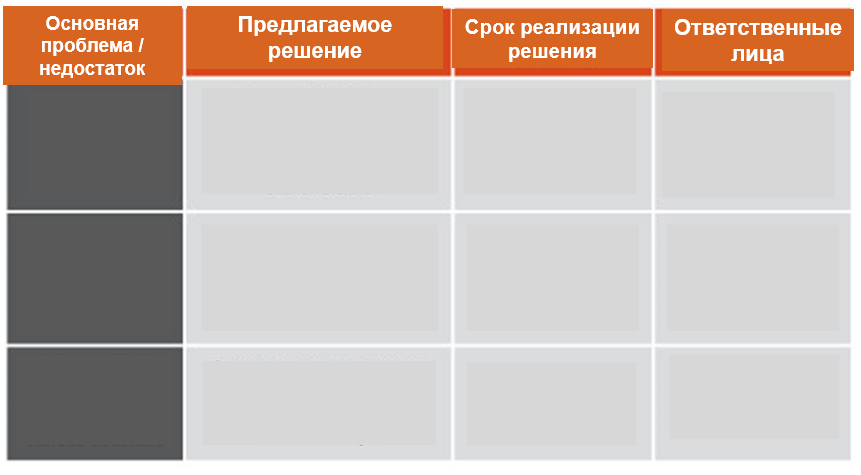 Основная
проблема /
недостаток
Предлагаемое
решение
Срок реализации
решения
Ответственные
лица